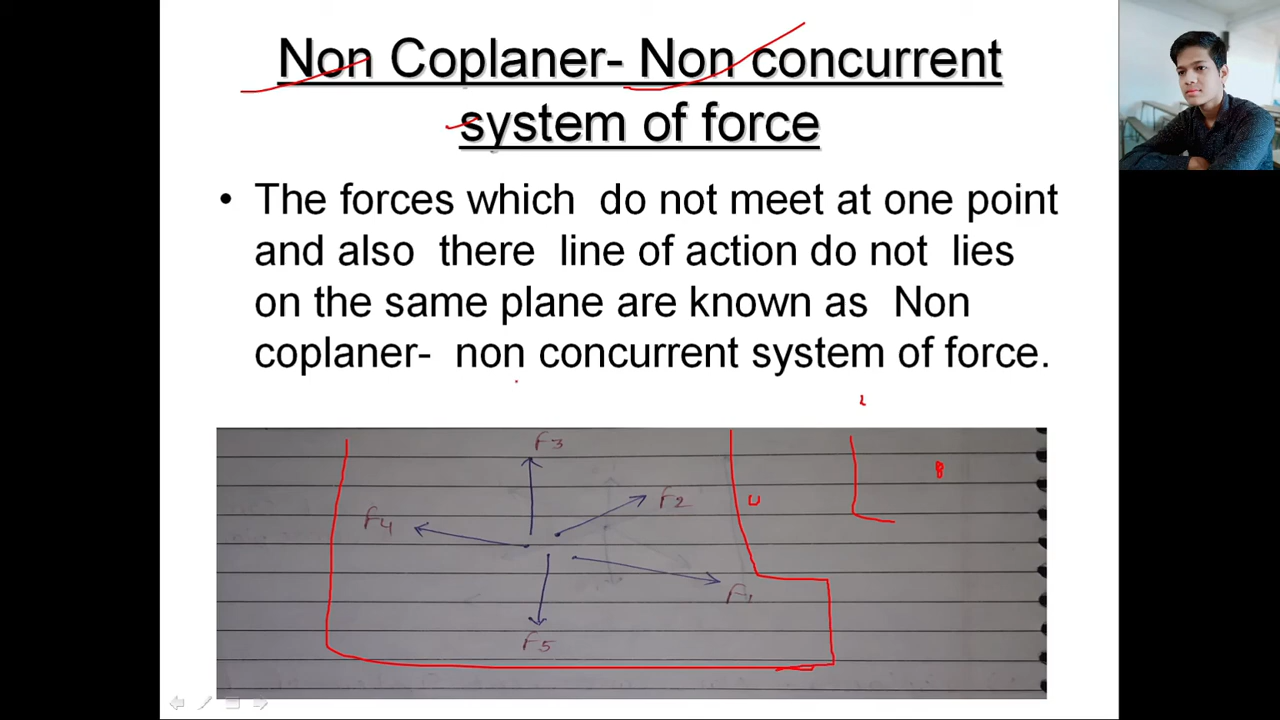 Non Coplaner- Non concurrent
system of force
• The forces which do not meet at one point
and also there line of action do not lies
on the same plane are known as Non
coplaner- non concurrent system of force.
F3
F2
F4
F1
F5